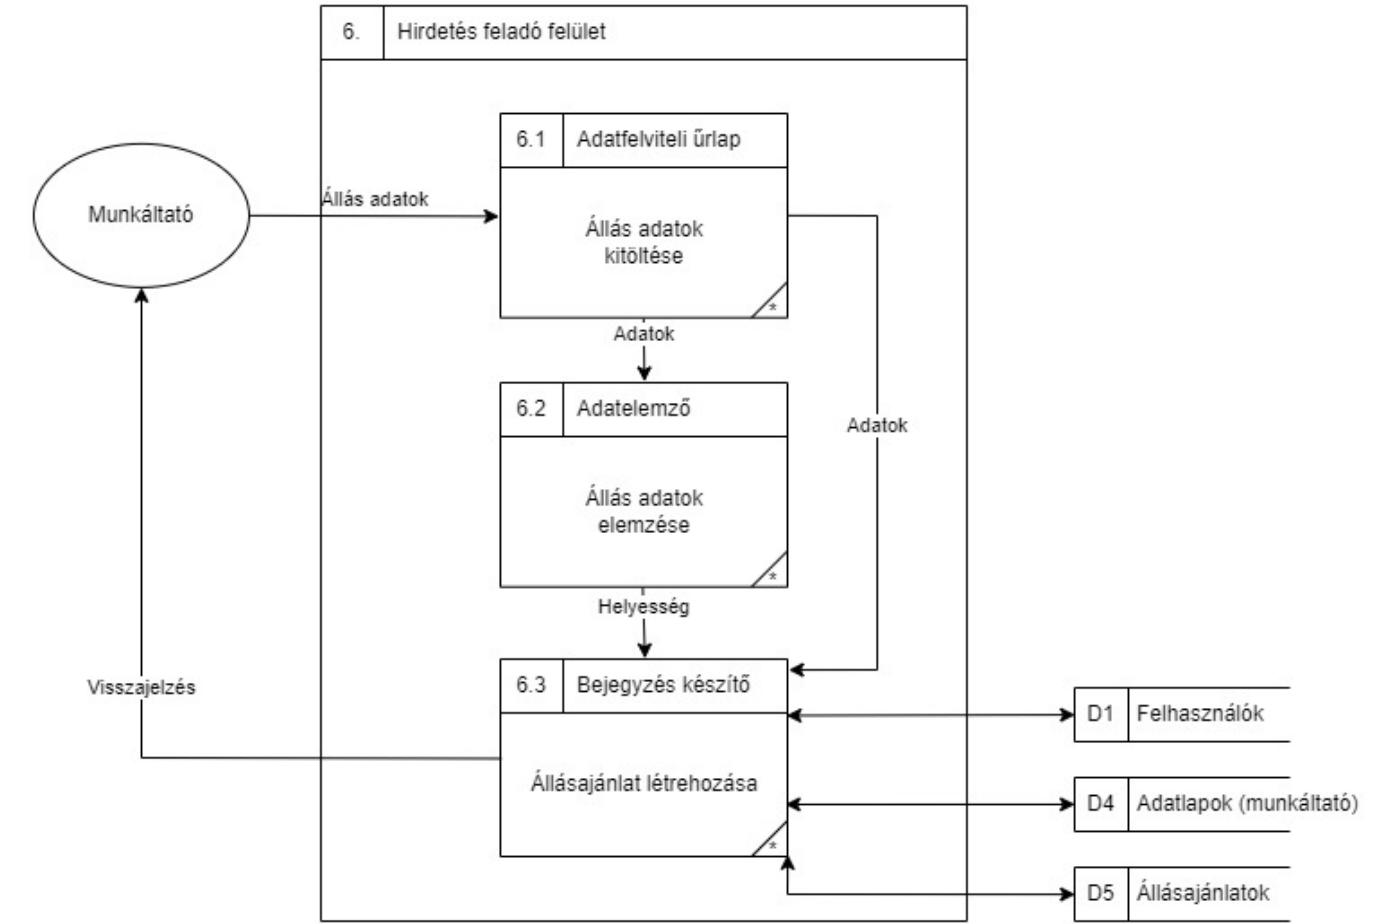 6.
Hirdetés feladó felület
6.1
Adatfelviteli űrlap
Munkáltató
Állás adatok
Állás adatok
kitöltése
*
Adatok
6.2
Adatelemző
Adatok
Állás adatok
elemzése
*
Helyesség
6.3
Bejegyzés készítő
Visszajelzés
D1
Felhasználók
Állásajánlat létrehozása
D4
Adatlapok (munkáltató)
*
D5
Állásajánlatok